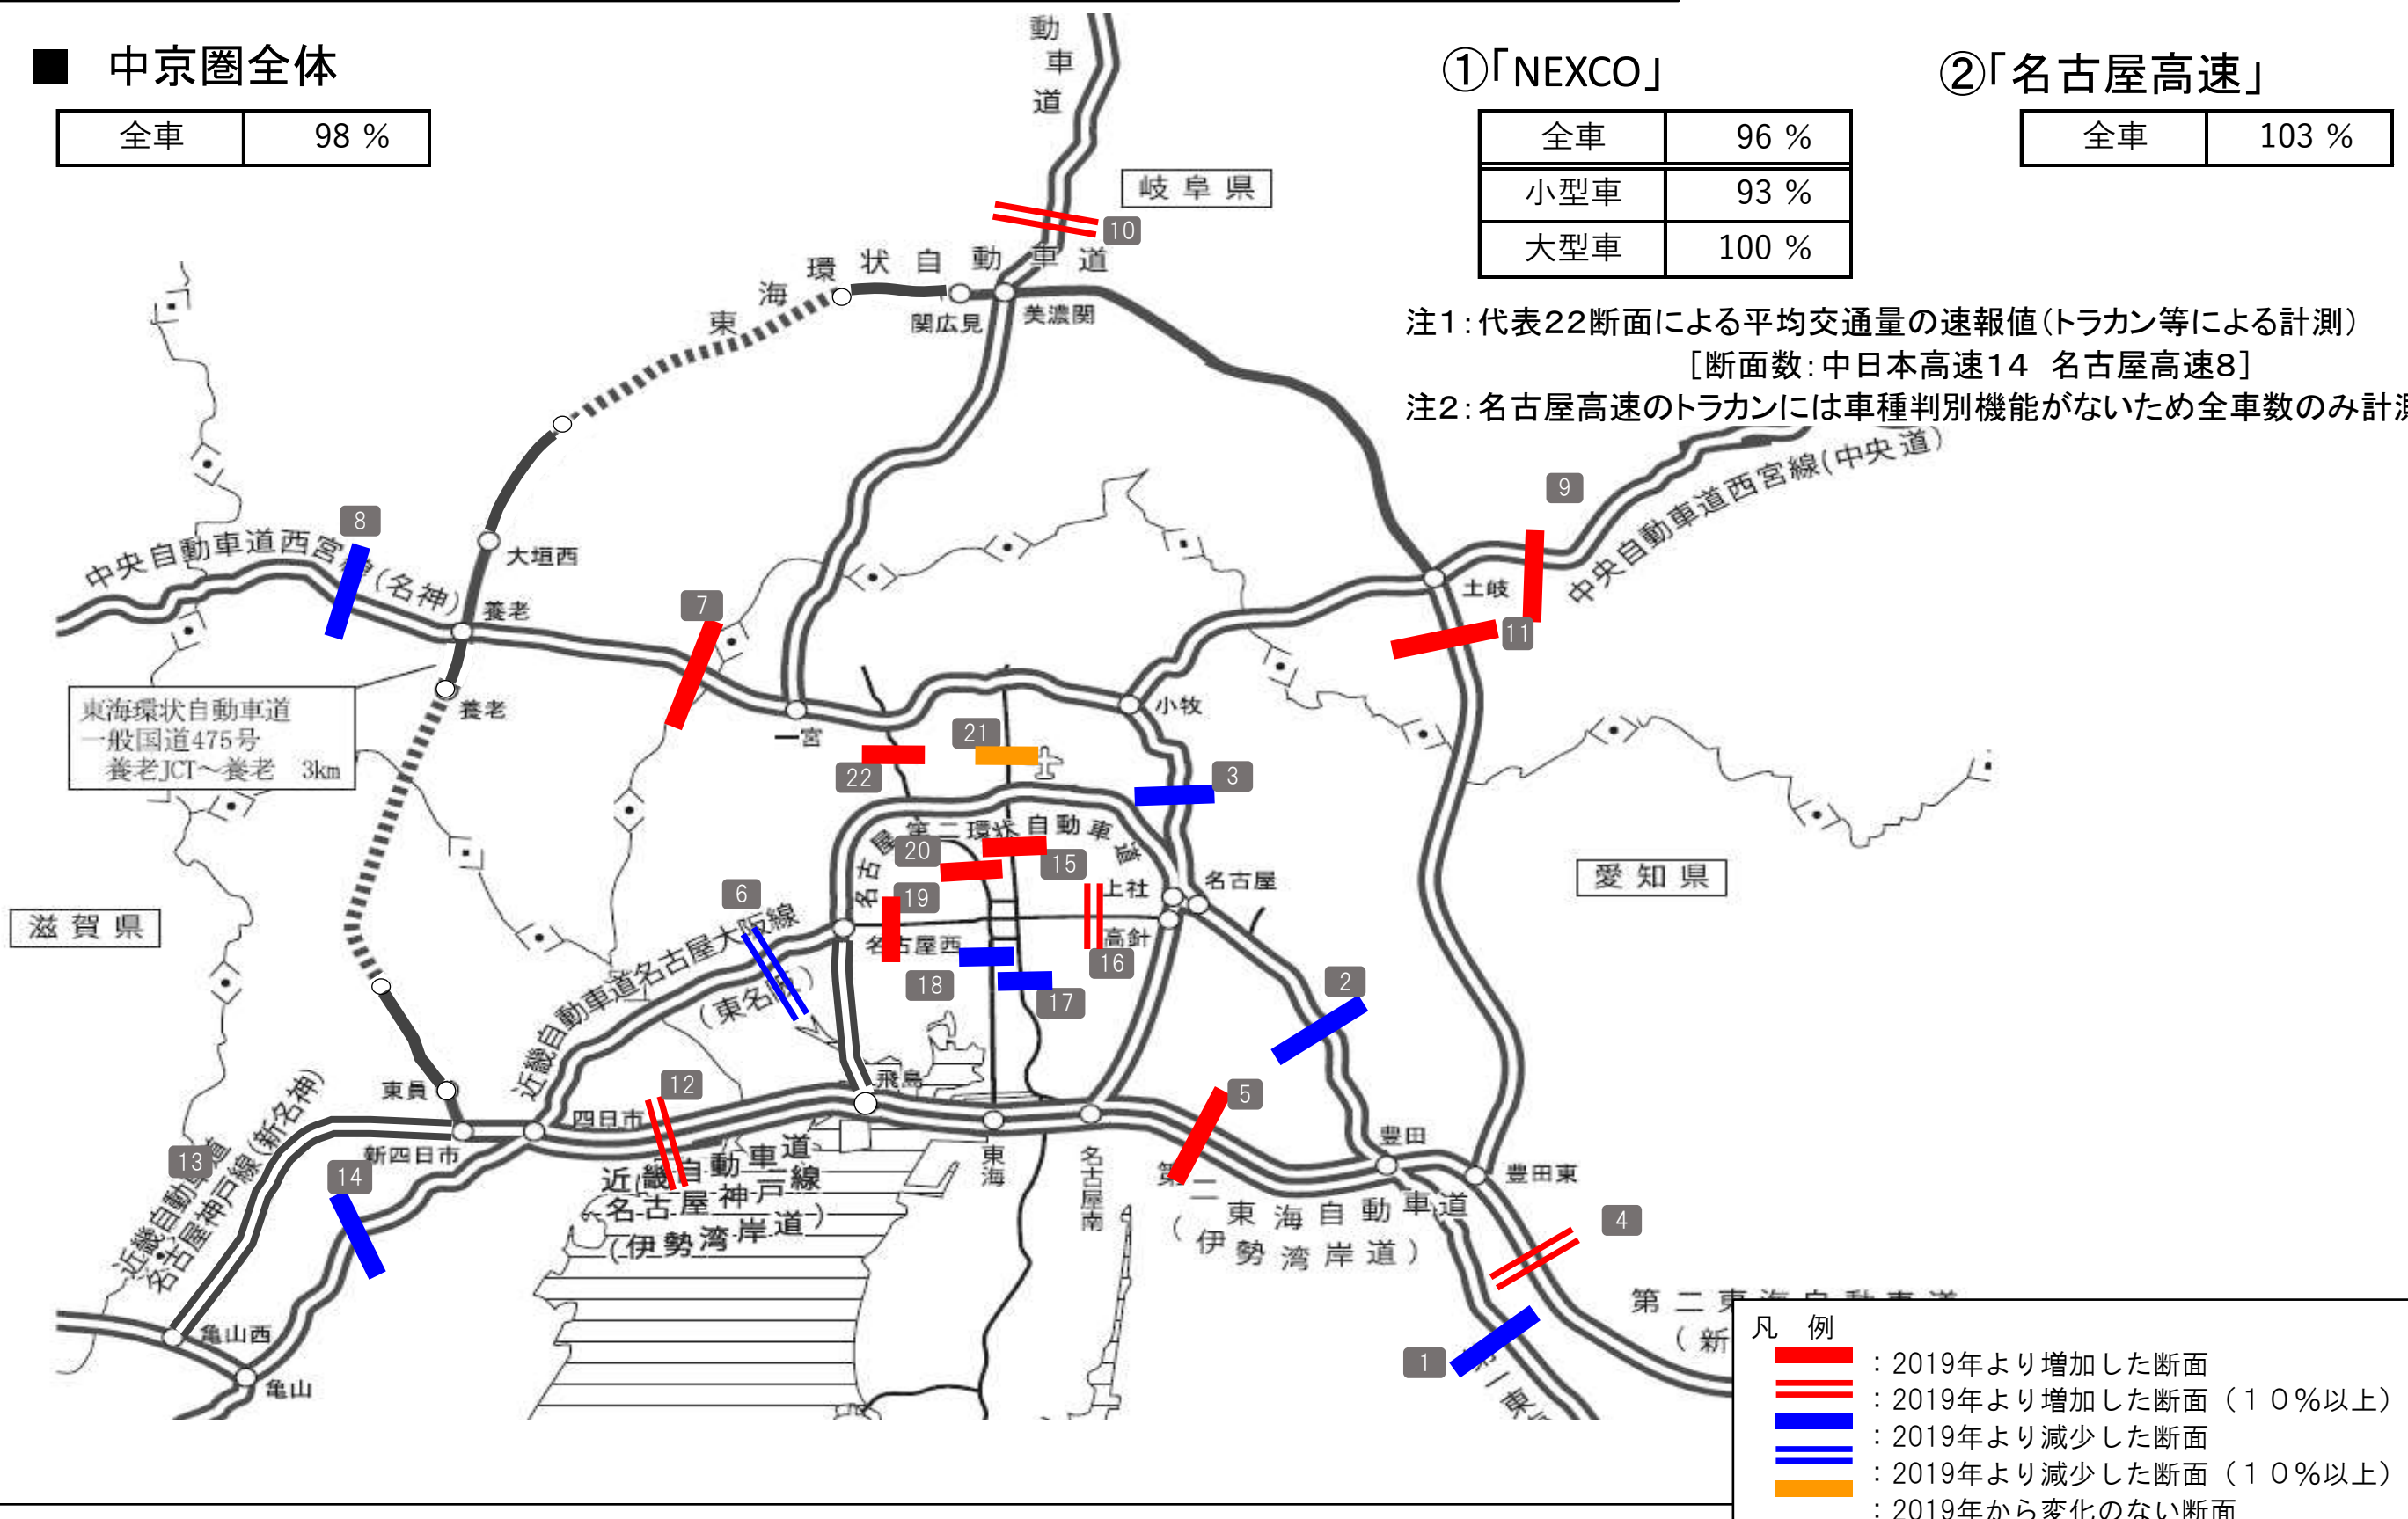 ■ 中京圏全体
全車 98 %
①「NEXCO」
全車 96 %
小型車 93 %
大型車 100 %
②「名古屋高速」
全車 103 %
注1：代表22断面による平均交通量の速報値（トラカン等による計測）
［断面数：中日本高速14 名古屋高速8］
注2：名古屋高速のトラカンには車種判別機能がないため全車数のみ計測
動車道
岐阜県
10
東海環状自動車道
関広見
美濃関
9
中央自動車道西宮線（中央道）
8
中央自動車道西宮線（名神）
大垣西
養老
7
土岐
11
東海環状自動車道
一般国道475号
養老JCT～養老 3km
養老
一宮
小牧
21
22
3
名古屋第二環状自動車道
20
15
上社
名古屋
愛知県
滋賀県
6
19
名古屋西
高針
16
18
17
2
近畿自動車道名古屋大阪線
（東名阪）
東員
12
飛島
5
四日市
新四日市
豊田
豊田東
13
14
近畿自動車道
名古屋神戸線（新名神）
近畿自動車道
名古屋神戸線
（伊勢湾岸道）
東海
名古屋南
第二東海自動車道
（伊勢湾岸道）
4
亀山西
亀山
1
第一東
第二東海自動車道
（新
凡 例
：2019年より増加した断面
：2019年より増加した断面（１０％以上）
：2019年より減少した断面
：2019年より減少した断面（１０％以上）
：2019年から変化のない断面